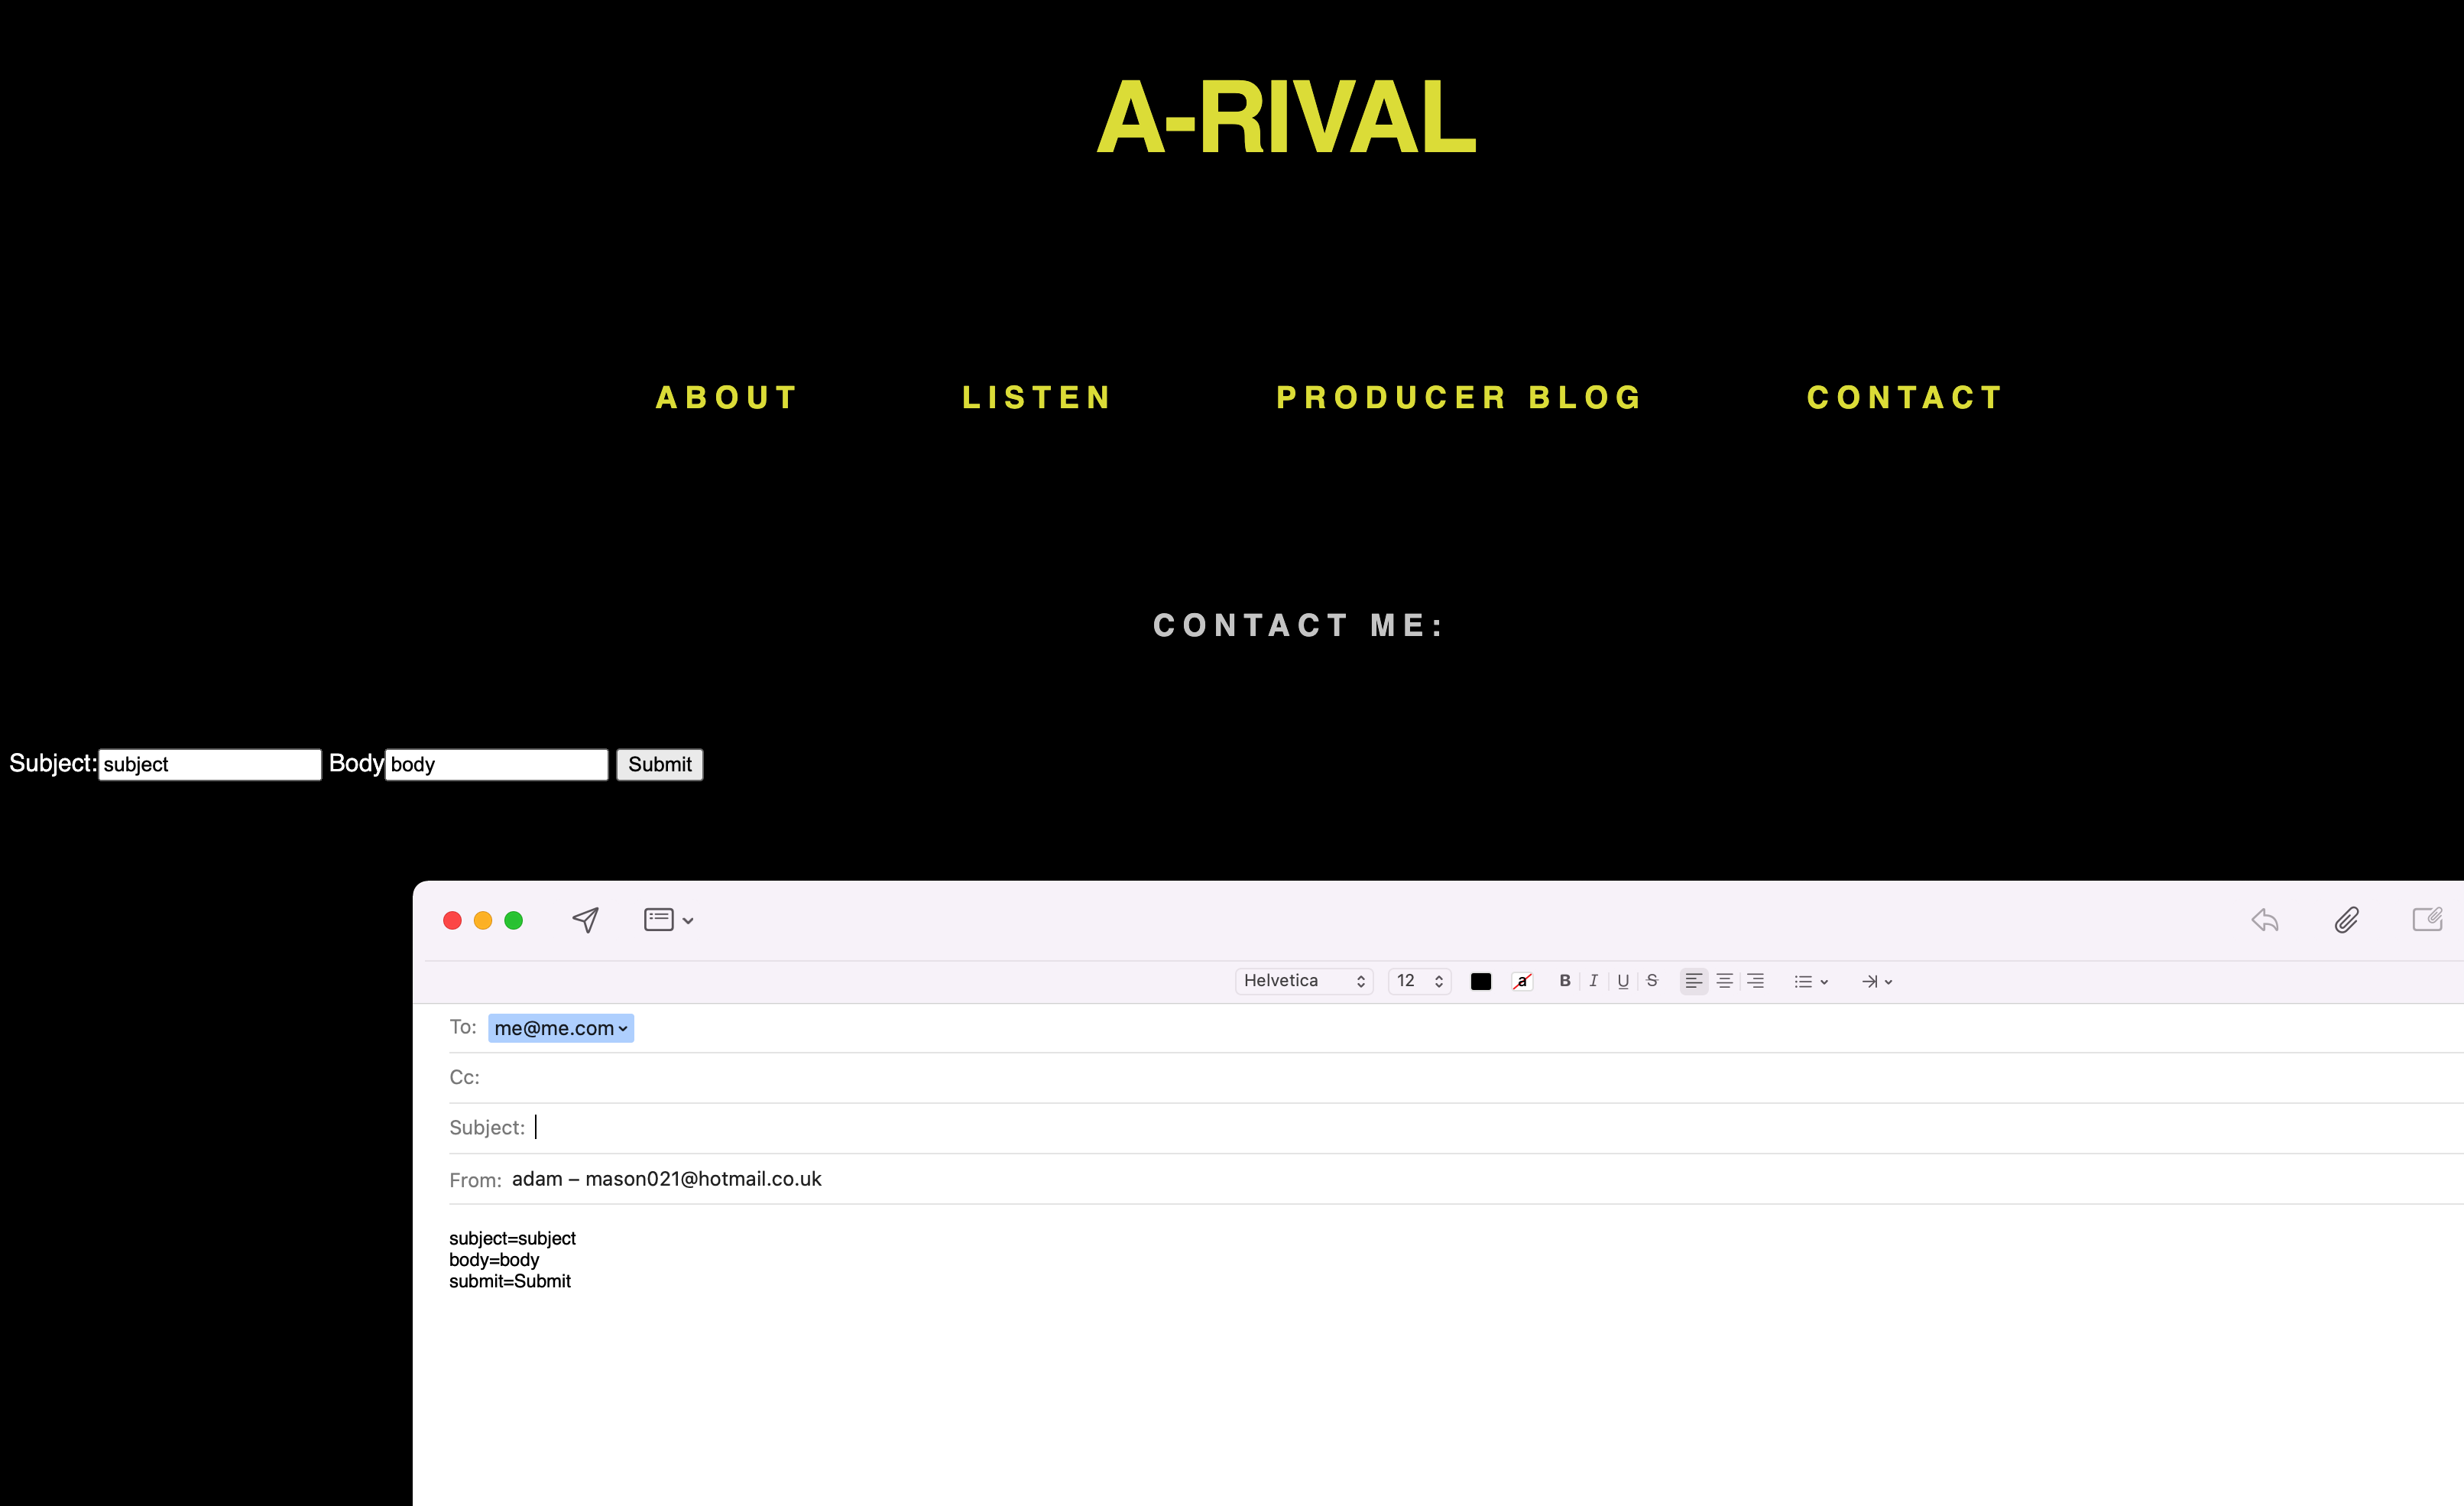 A-RIVAL
ABOUT LISTEN PRODUCER BLOG CONTACT
CONTACT ME:
Subject: subject Body body Submit
Helvetica 12 a B I U S
To: me@me.com
Cc:
Subject:
From: adam – mason021@hotmail.co.uk
subject=subject
body=body
submit=Submit